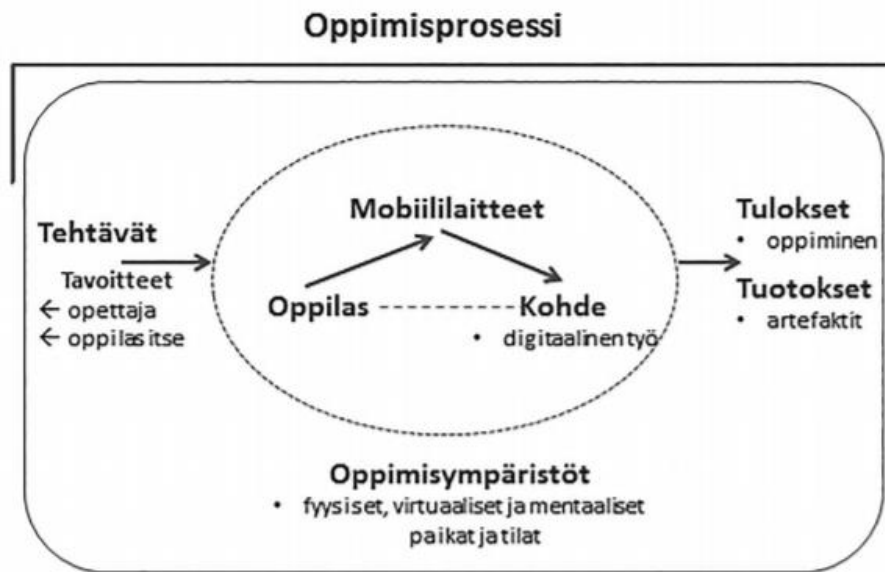 Oppimisprosessi
Mobiililaitteet
Tehtävät
Tavoitteet
← opettaja
← oppilas itse
Oppilas
Kohde
• digitaalinen työ
Tulokset
• oppiminen
Tuotokset
• artefaktit
Oppimisympäristöt
• fyysiset, virtuaaliset ja mentaaliset
paikat ja tilat